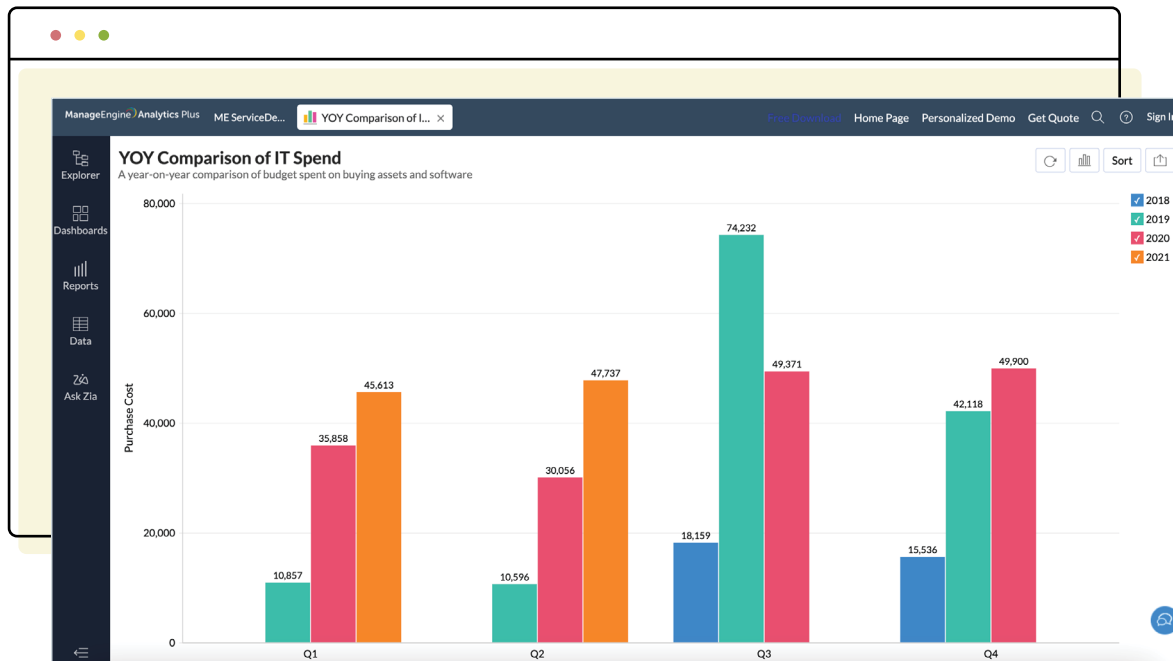 ManageEngine Analytics Plus
ME ServiceDe...
YOY Comparison of I...
Home Page
Personalized Demo
Get Quote
Sign I
Explorer
Dashboards
Reports
Data
Zia
Ask Zia
YOY Comparison of IT Spend
A year-on-year comparison of budget spent on buying assets and software
Sort
2018
2019
2020
2021
Purchase Cost
80,000
60,000
40,000
20,000
0
10,857
35,858
45,613
10,596
30,056
47,737
18,159
74,232
49,371
15,536
42,118
49,900
Q1
Q2
Q3
Q4